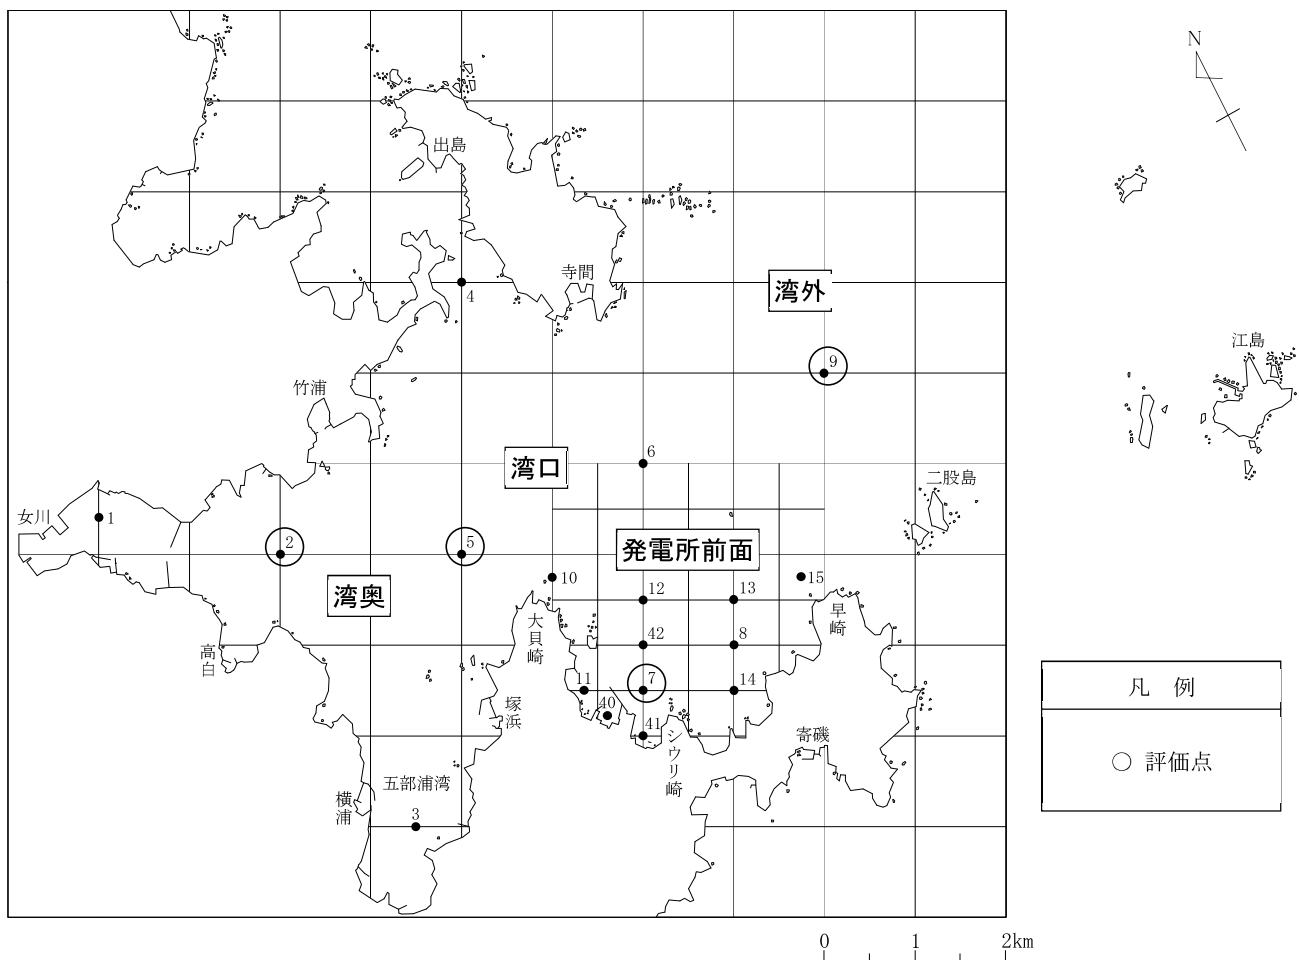 N
出島
寺間
4
湾外
9
江島
竹浦
湾口
6
二股島
女川
1
2
5
発電所前面
湾奥
10
12
13
15
大貝崎
早崎
42
8
高白
11
7
14
40
41
塚浜
シウリ崎
寄磯
五部浦湾
横浦
3
凡 例
○ 評価点
0 1 2km